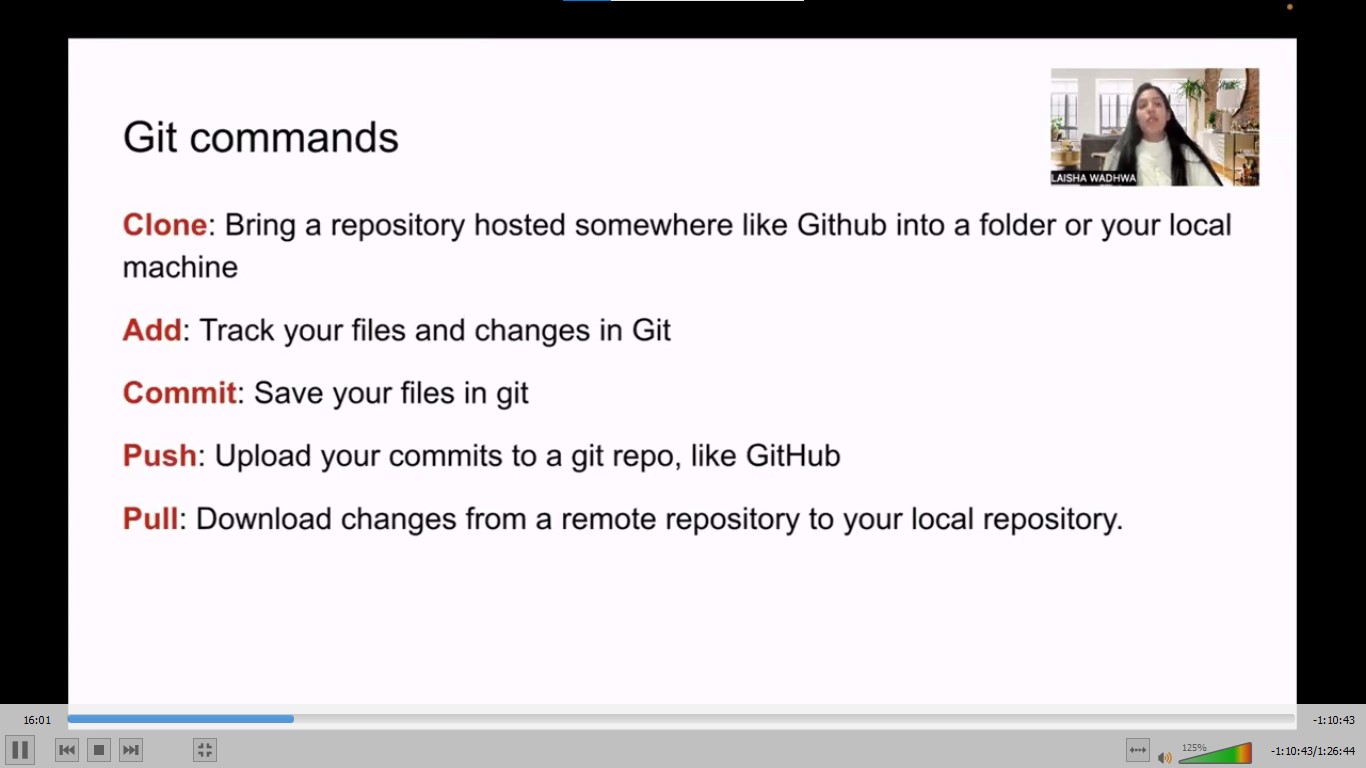 Git commands
LAISHA WADHWA
Clone: Bring a repository hosted somewhere like Github into a folder or your local
machine
Add: Track your files and changes in Git
Commit: Save your files in git
Push: Upload your commits to a git repo, like GitHub
Pull: Download changes from a remote repository to your local repository.
16:01
-1:10:43
125%
-1:10:43/1:26:44